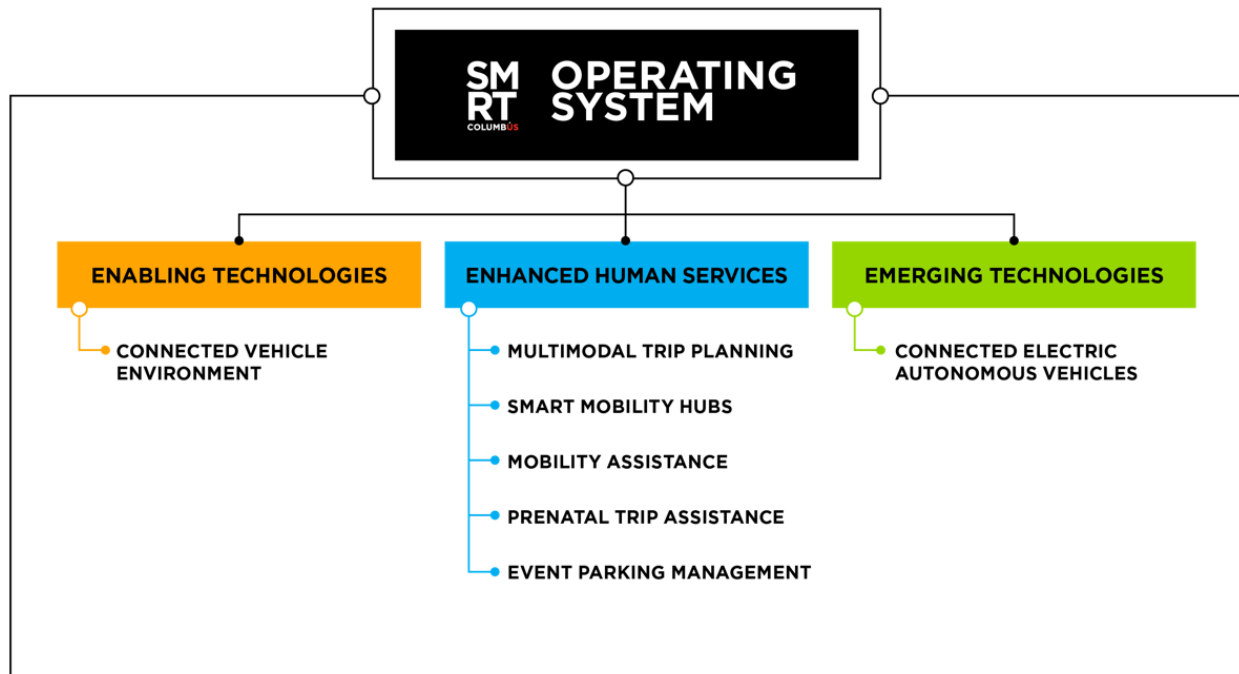 SM
RT
COLUMBUS
OPERATING
SYSTEM
ENABLING TECHNOLOGIES
CONNECTED VEHICLE
ENVIRONMENT
ENHANCED HUMAN SERVICES
MULTIMODAL TRIP PLANNING
SMART MOBILITY HUBS
MOBILITY ASSISTANCE
PRENATAL TRIP ASSISTANCE
EVENT PARKING MANAGEMENT
EMERGING TECHNOLOGIES
CONNECTED ELECTRIC
AUTONOMOUS VEHICLES